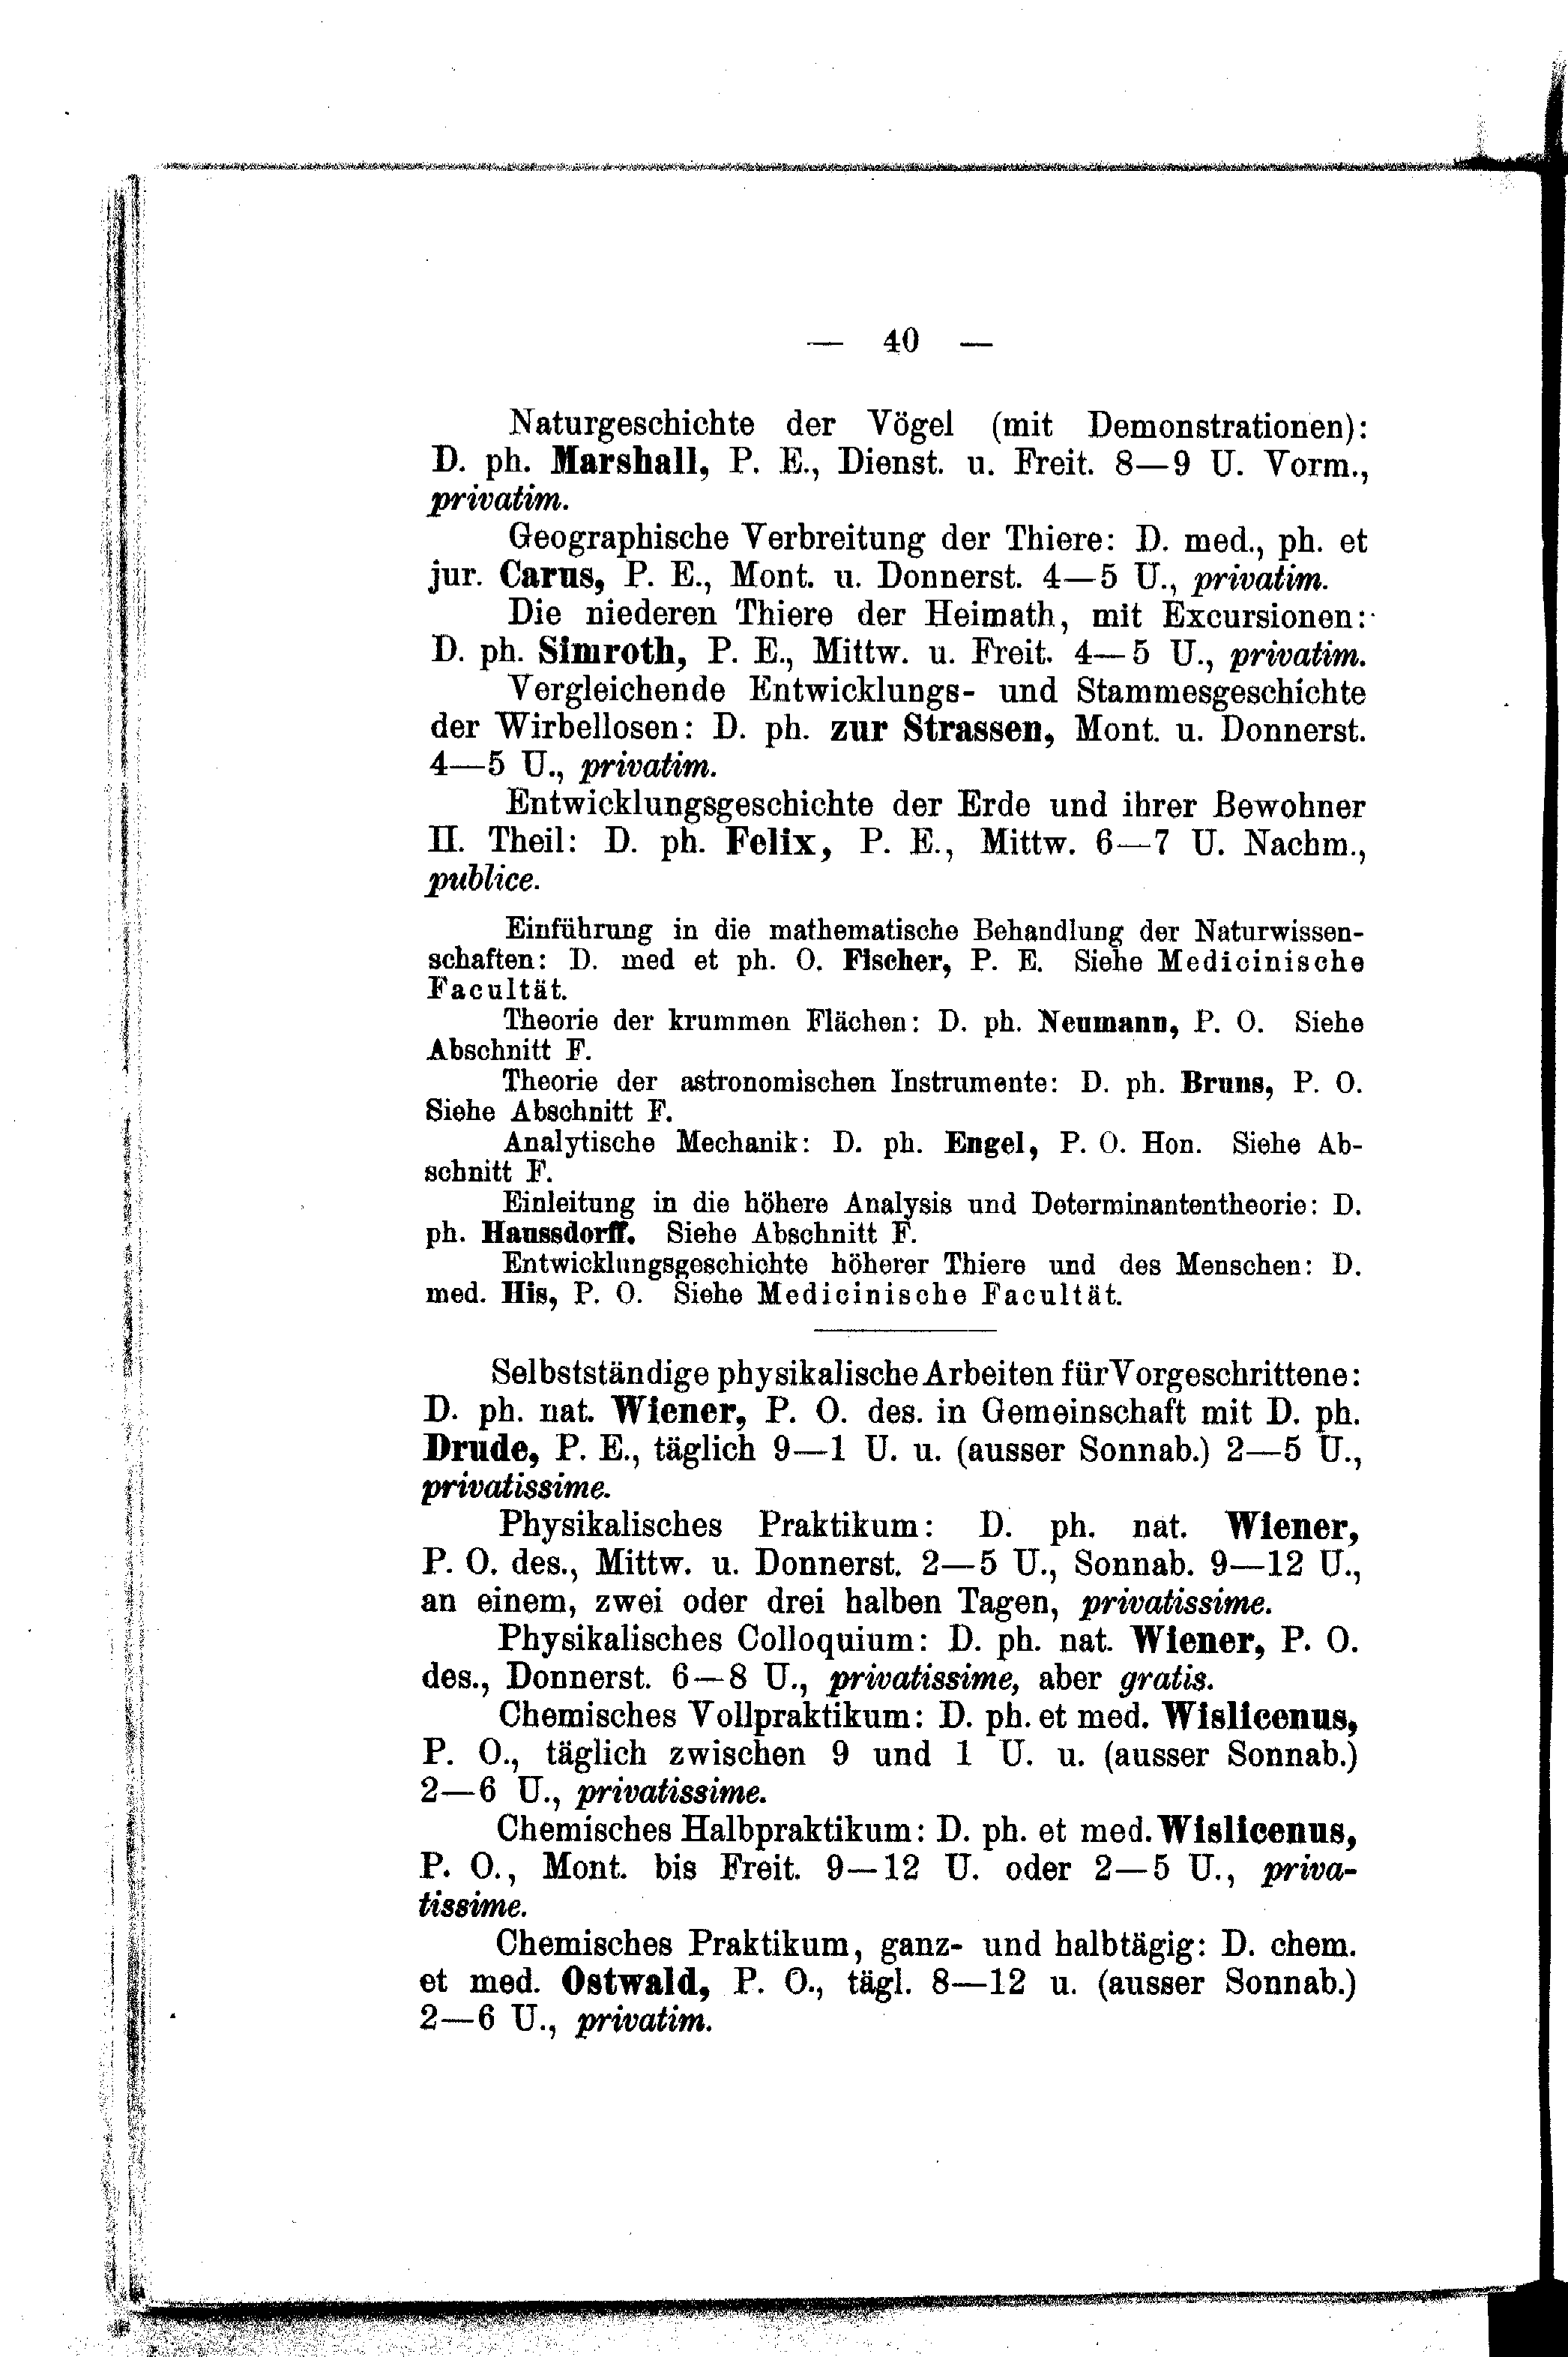 — 40 —
Naturgeschichte der Vögel (mit Demonstrationen):
D. ph. Marshall, P. E., Dienst. u. Freit. 8—9 U. Vorm.,
privatim.
Geographische Verbreitung der Thiere: D. med., ph. et
jur. Carus, P. E., Mont. u. Donnerst. 4—5 U., privatim.
Die niederen Thiere der Heimath, mit Excursionen:
D. ph. Simroth, P. E., Mittw. u. Freit. 4—5 U., privatim.
Vergleichende Entwicklungs- und Stammesgeschichte
der Wirbellosen: D. ph. zur Strassen, Mont. u. Donnerst.
4—5 U., privatim.
Entwicklungsgeschichte der Erde und ihrer Bewohner
II. Theil: D. ph. Felix, P. E., Mittw. 6—7 U. Nachm.,
publice.
Einführung in die mathematische Behandlung der Naturwissen-
schaften: D. med et ph. O. Fischer, P. E. Siehe Medicinische
Facultät.
Theorie der krummen Flächen: D. ph. Neumann, P. O. Siehe
Abschnitt F.
Theorie der astronomischen Instrumente: D. ph. Bruns, P. O.
Siehe Abschnitt F.
Analytische Mechanik: D. ph. Engel, P. O. Hon. Siehe Ab-
schnitt F.
Einleitung in die höhere Analysis und Determinantentheorie: D.
ph. Haussdorff. Siehe Abschnitt F.
Entwicklungsgeschichte höherer Thiere und des Menschen: D.
med. His, P. O. Siehe Medicinische Facultät.
Selbstständige physikalische Arbeiten für Vorgeschrittene:
D. ph. nat. Wiener, P. O. des. in Gemeinschaft mit D. ph.
Drude, P. E., täglich 9—1 U. u. (ausser Sonnab.) 2—5 U.,
privatissime.
Physikalisches Praktikum: D. ph. nat. Wiener,
P. O. des., Mittw. u. Donnerst. 2—5 U., Sonnab. 9—12 U.,
an einem, zwei oder drei halben Tagen, privatissime.
Physikalisches Colloquium: D. ph. nat. Wiener, P. O.
des., Donnerst. 6—8 U., privatissime, aber gratis.
Chemisches Vollpraktikum: D. ph. et med. Wislicenus,
P. O., täglich zwischen 9 und 1 U. u. (ausser Sonnab.)
2—6 U., privatissime.
Chemisches Halbpraktikum: D. ph. et med. Wislicenus,
P. O., Mont. bis Freit. 9—12 U. oder 2—5 U., priva-
tissime.
Chemisches Praktikum, ganz- und halbtägig: D. chem.
et med. Ostwald, P. O., tägl. 8—12 u. (ausser Sonnab.)
2—6 U., privatim.